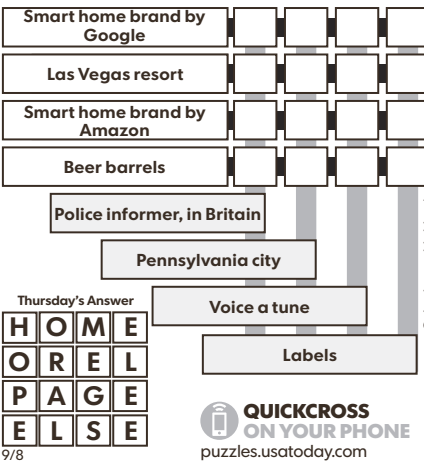 Smart home brand by
Google
Las Vegas resort
Smart home brand by
Amazon
Beer barrels
Police informer, in Britain
Pennsylvania city
Voice a tune
Labels
Thursday's Answer
H O M E
O R E L
P A G E
E L S E
9/8
QUICKCROSS
ON YOUR PHONE
puzzles.usatoday.com